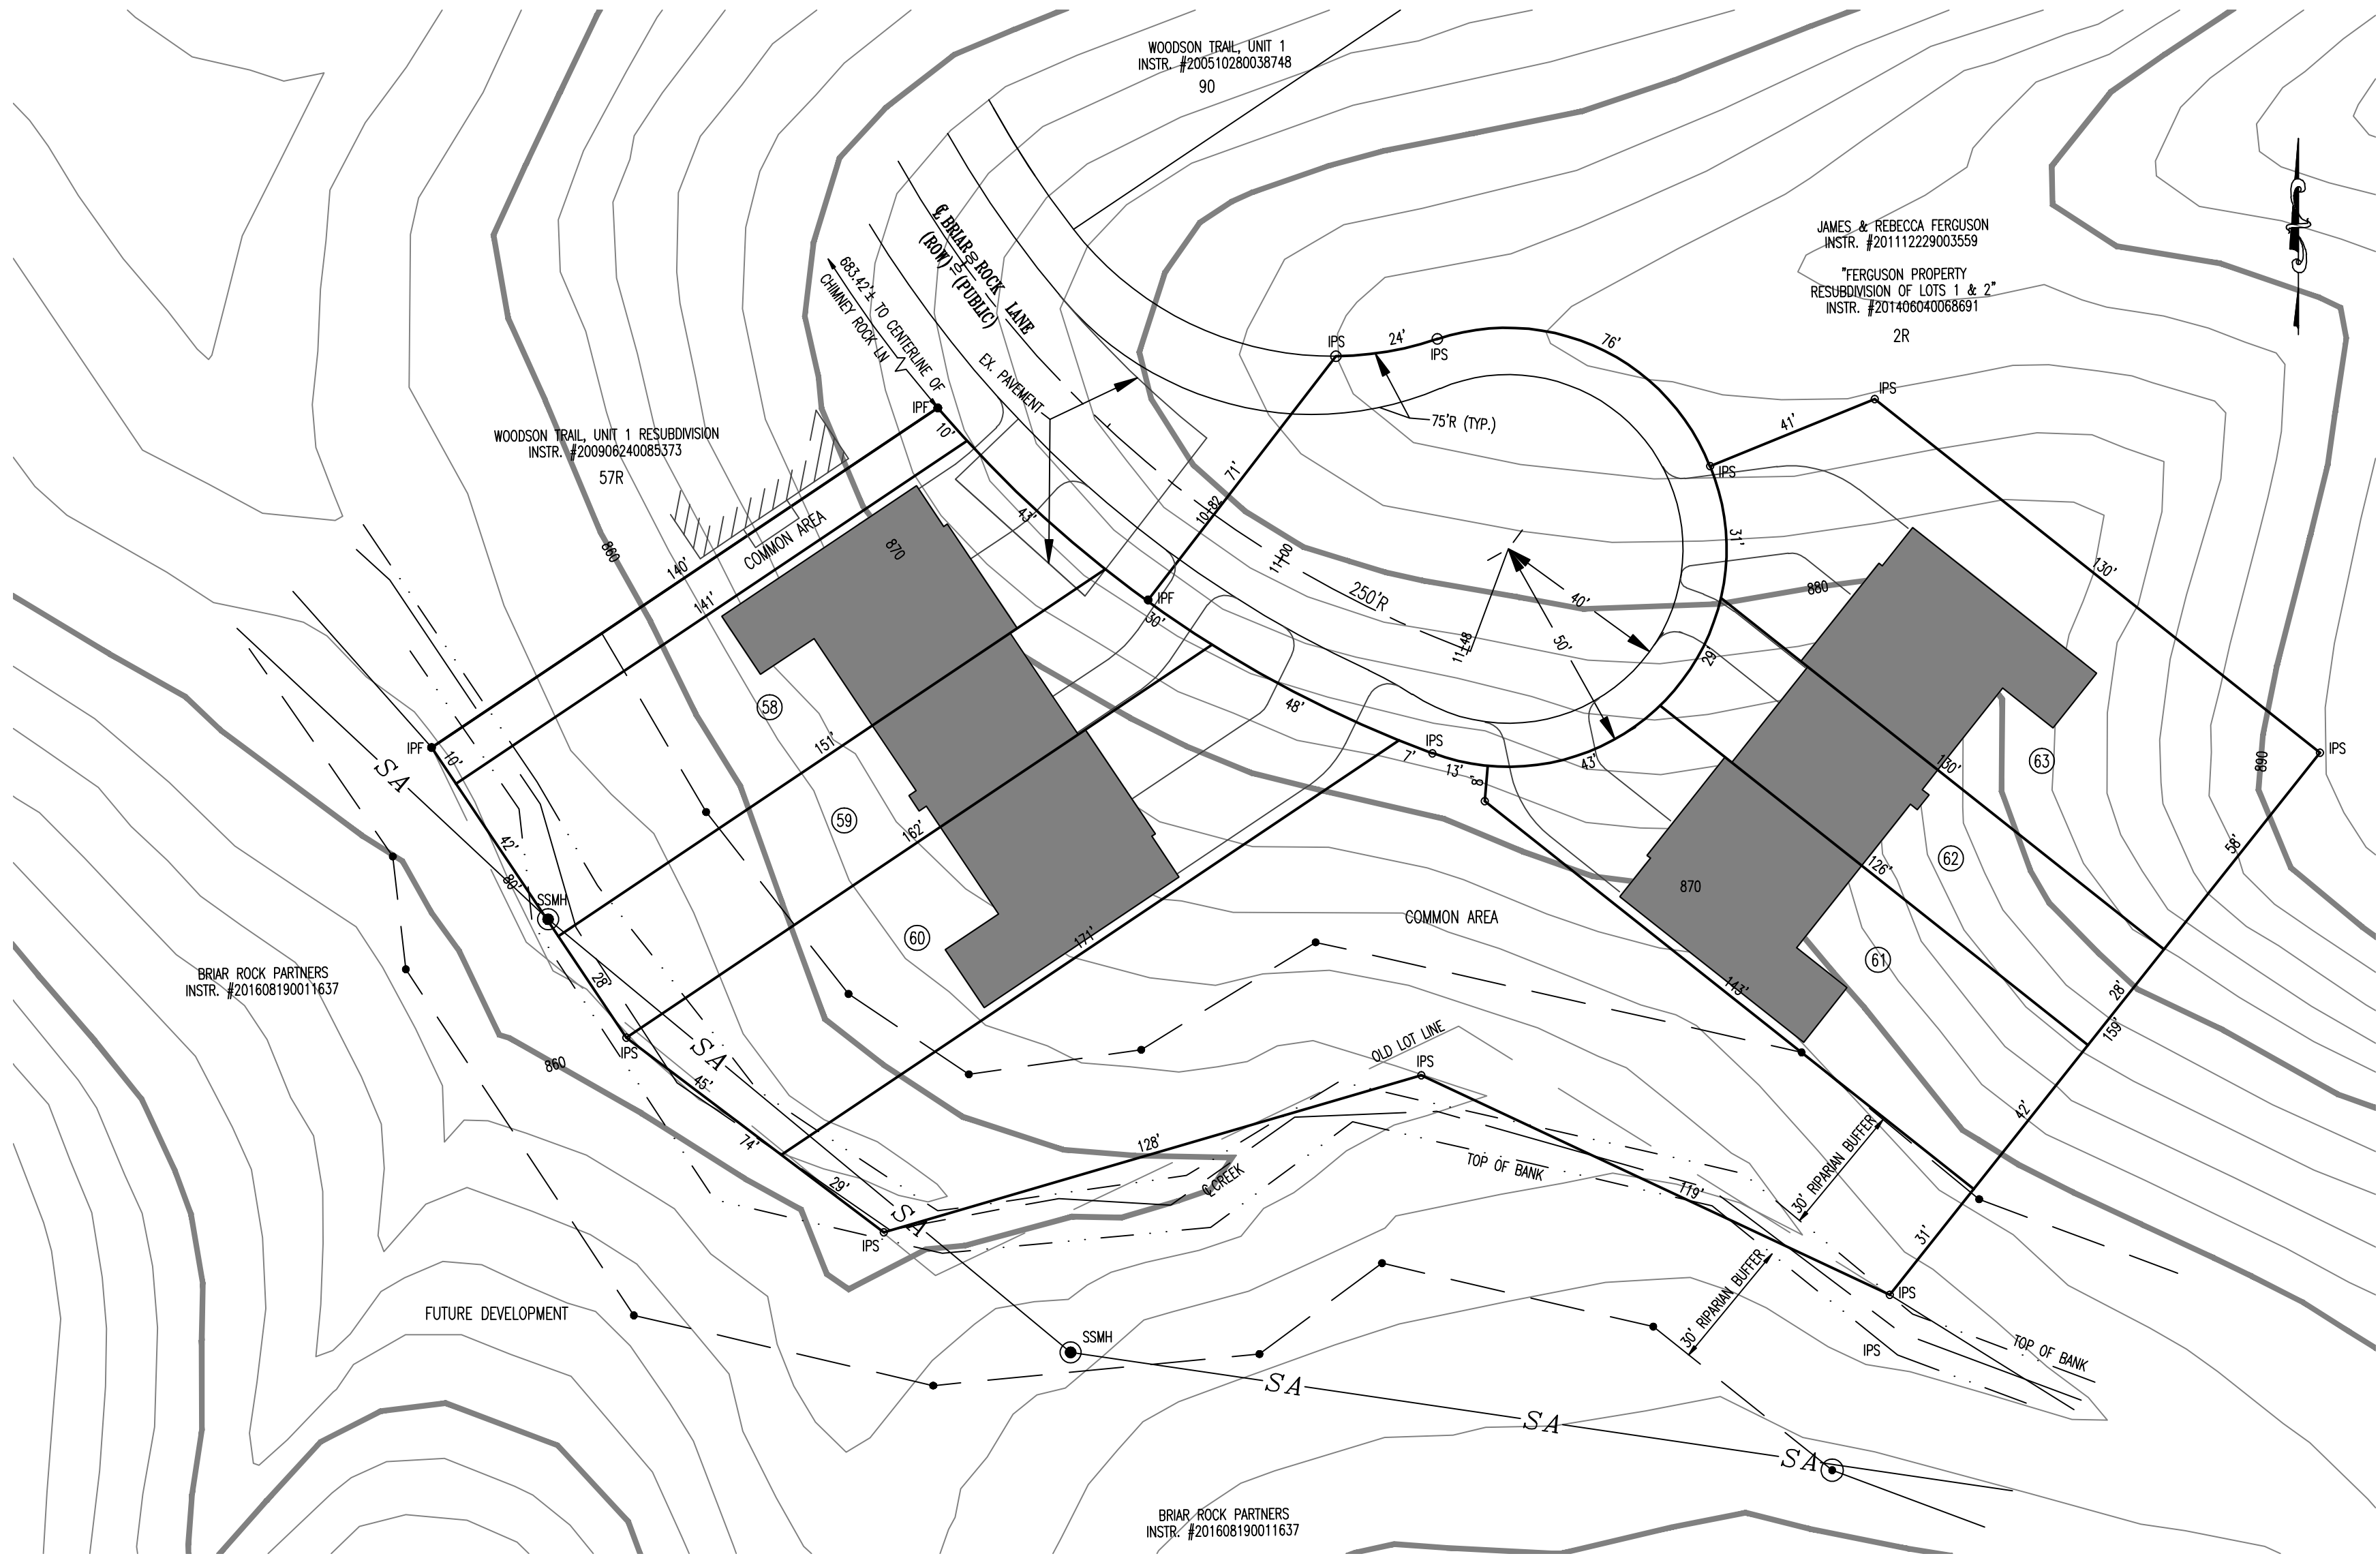 WOODSON TRAIL, UNIT 1
INSTR. #200510280038748
90
JAMES & REBECCA FERGUSON
INSTR. #201112229003559
"FERGUSON PROPERTY
RESUBDIVISION OF LOTS 1 & 2"
INSTR. #201406040068691
2R
℄ BRIAR ROCK LANE
(ROW) (PUBLIC)
683.42'± TO CENTERLINE OF
CHIMNEY ROCK LN
EX. PAVEMENT
IPS
24'
IPS
76'
75'R (TYP.)
IPS
41'
IPS
IPF
10'
WOODSON TRAIL, UNIT 1 RESUBDIVISION
INSTR. #200906240085373
57R
71'
10+82
43'
COMMON AREA
140'
141'
860
870
11+00
250'R
11+48
40'
50'
31'
130'
880
IPF
30'
29'
58
151'
48'
IPS
7'
13'
8'
43'
IPF
10'
SA
59
162'
42'
80'
SSMH
130'
63
890
IPS
62
126'
58'
870
COMMON AREA
60
171'
28'
61
143'
28'
159'
BRIAR ROCK PARTNERS
INSTR. #201608190011637
IPS
SA
860
45'
OLD LOT LINE
IPS
42'
74'
128'
TOP OF BANK
30' RIPARIAN BUFFER
29'
℄ CREEK
119'
SA
IPS
31'
30' RIPARIAN BUFFER
IPS
FUTURE DEVELOPMENT
SSMH
IPS
TOP OF BANK
SA
SA
SA
BRIAR ROCK PARTNERS
INSTR. #201608190011637